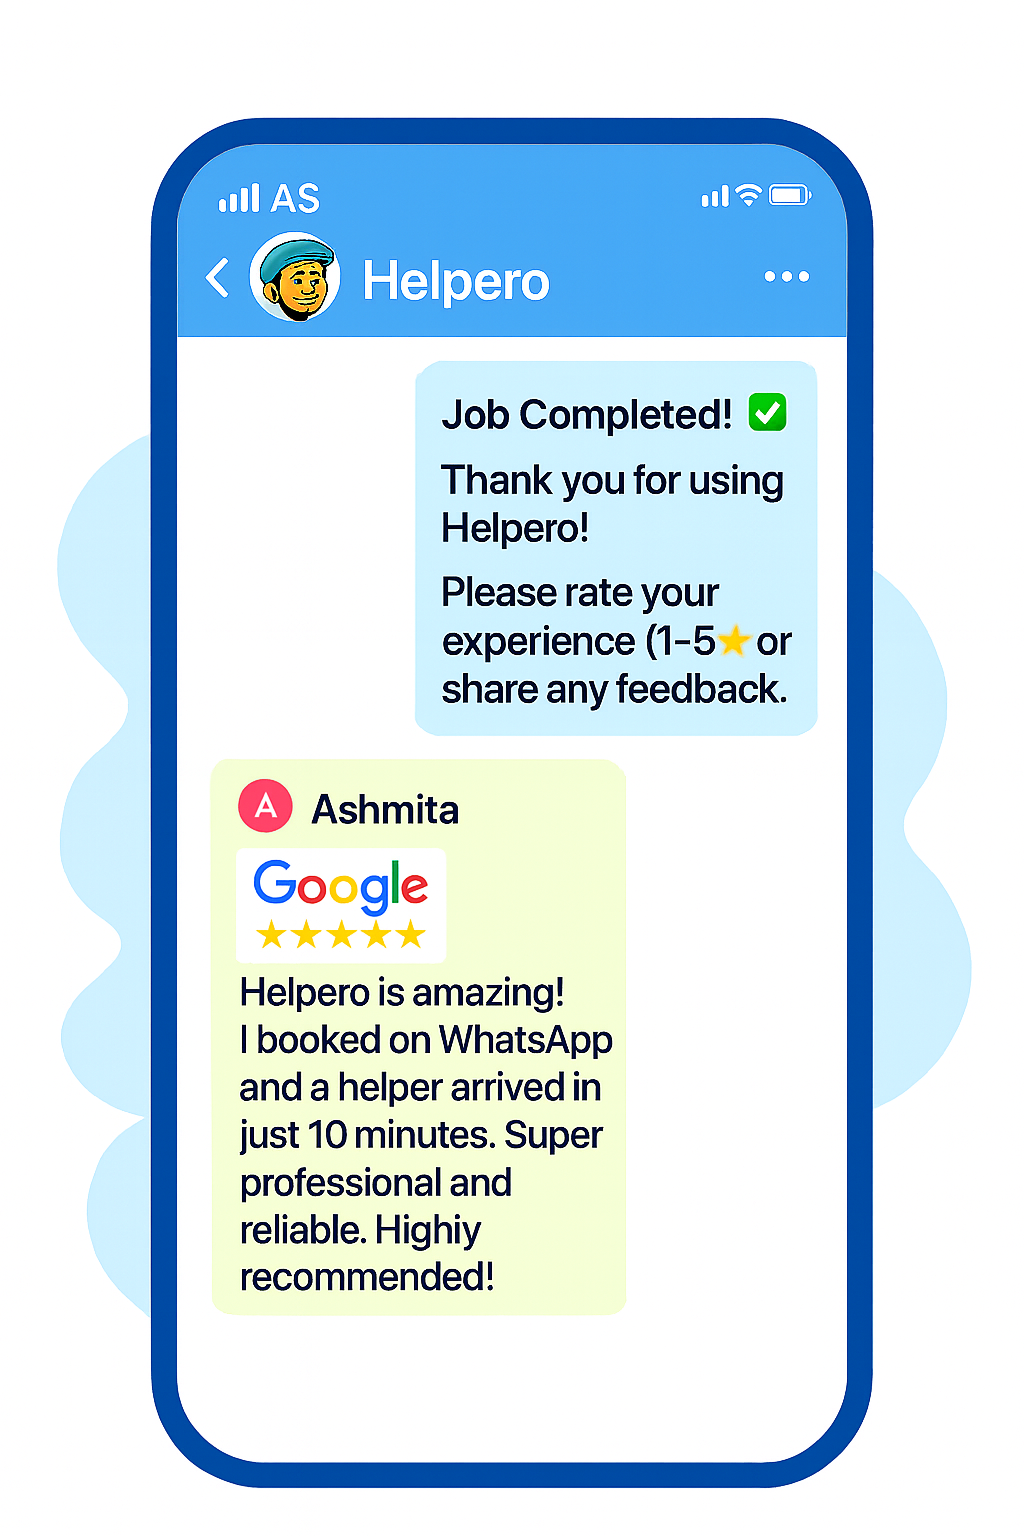 AS
Helpero
Job Completed! ✅
Thank you for using
Helpero!
Please rate your
experience (1-5⭐ or
share any feedback.
A Ashmita
Google
★★★★★
Helpero is amazing!
I booked on WhatsApp
and a helper arrived in
just 10 minutes. Super
professional and
reliable. Highiy
recommended!